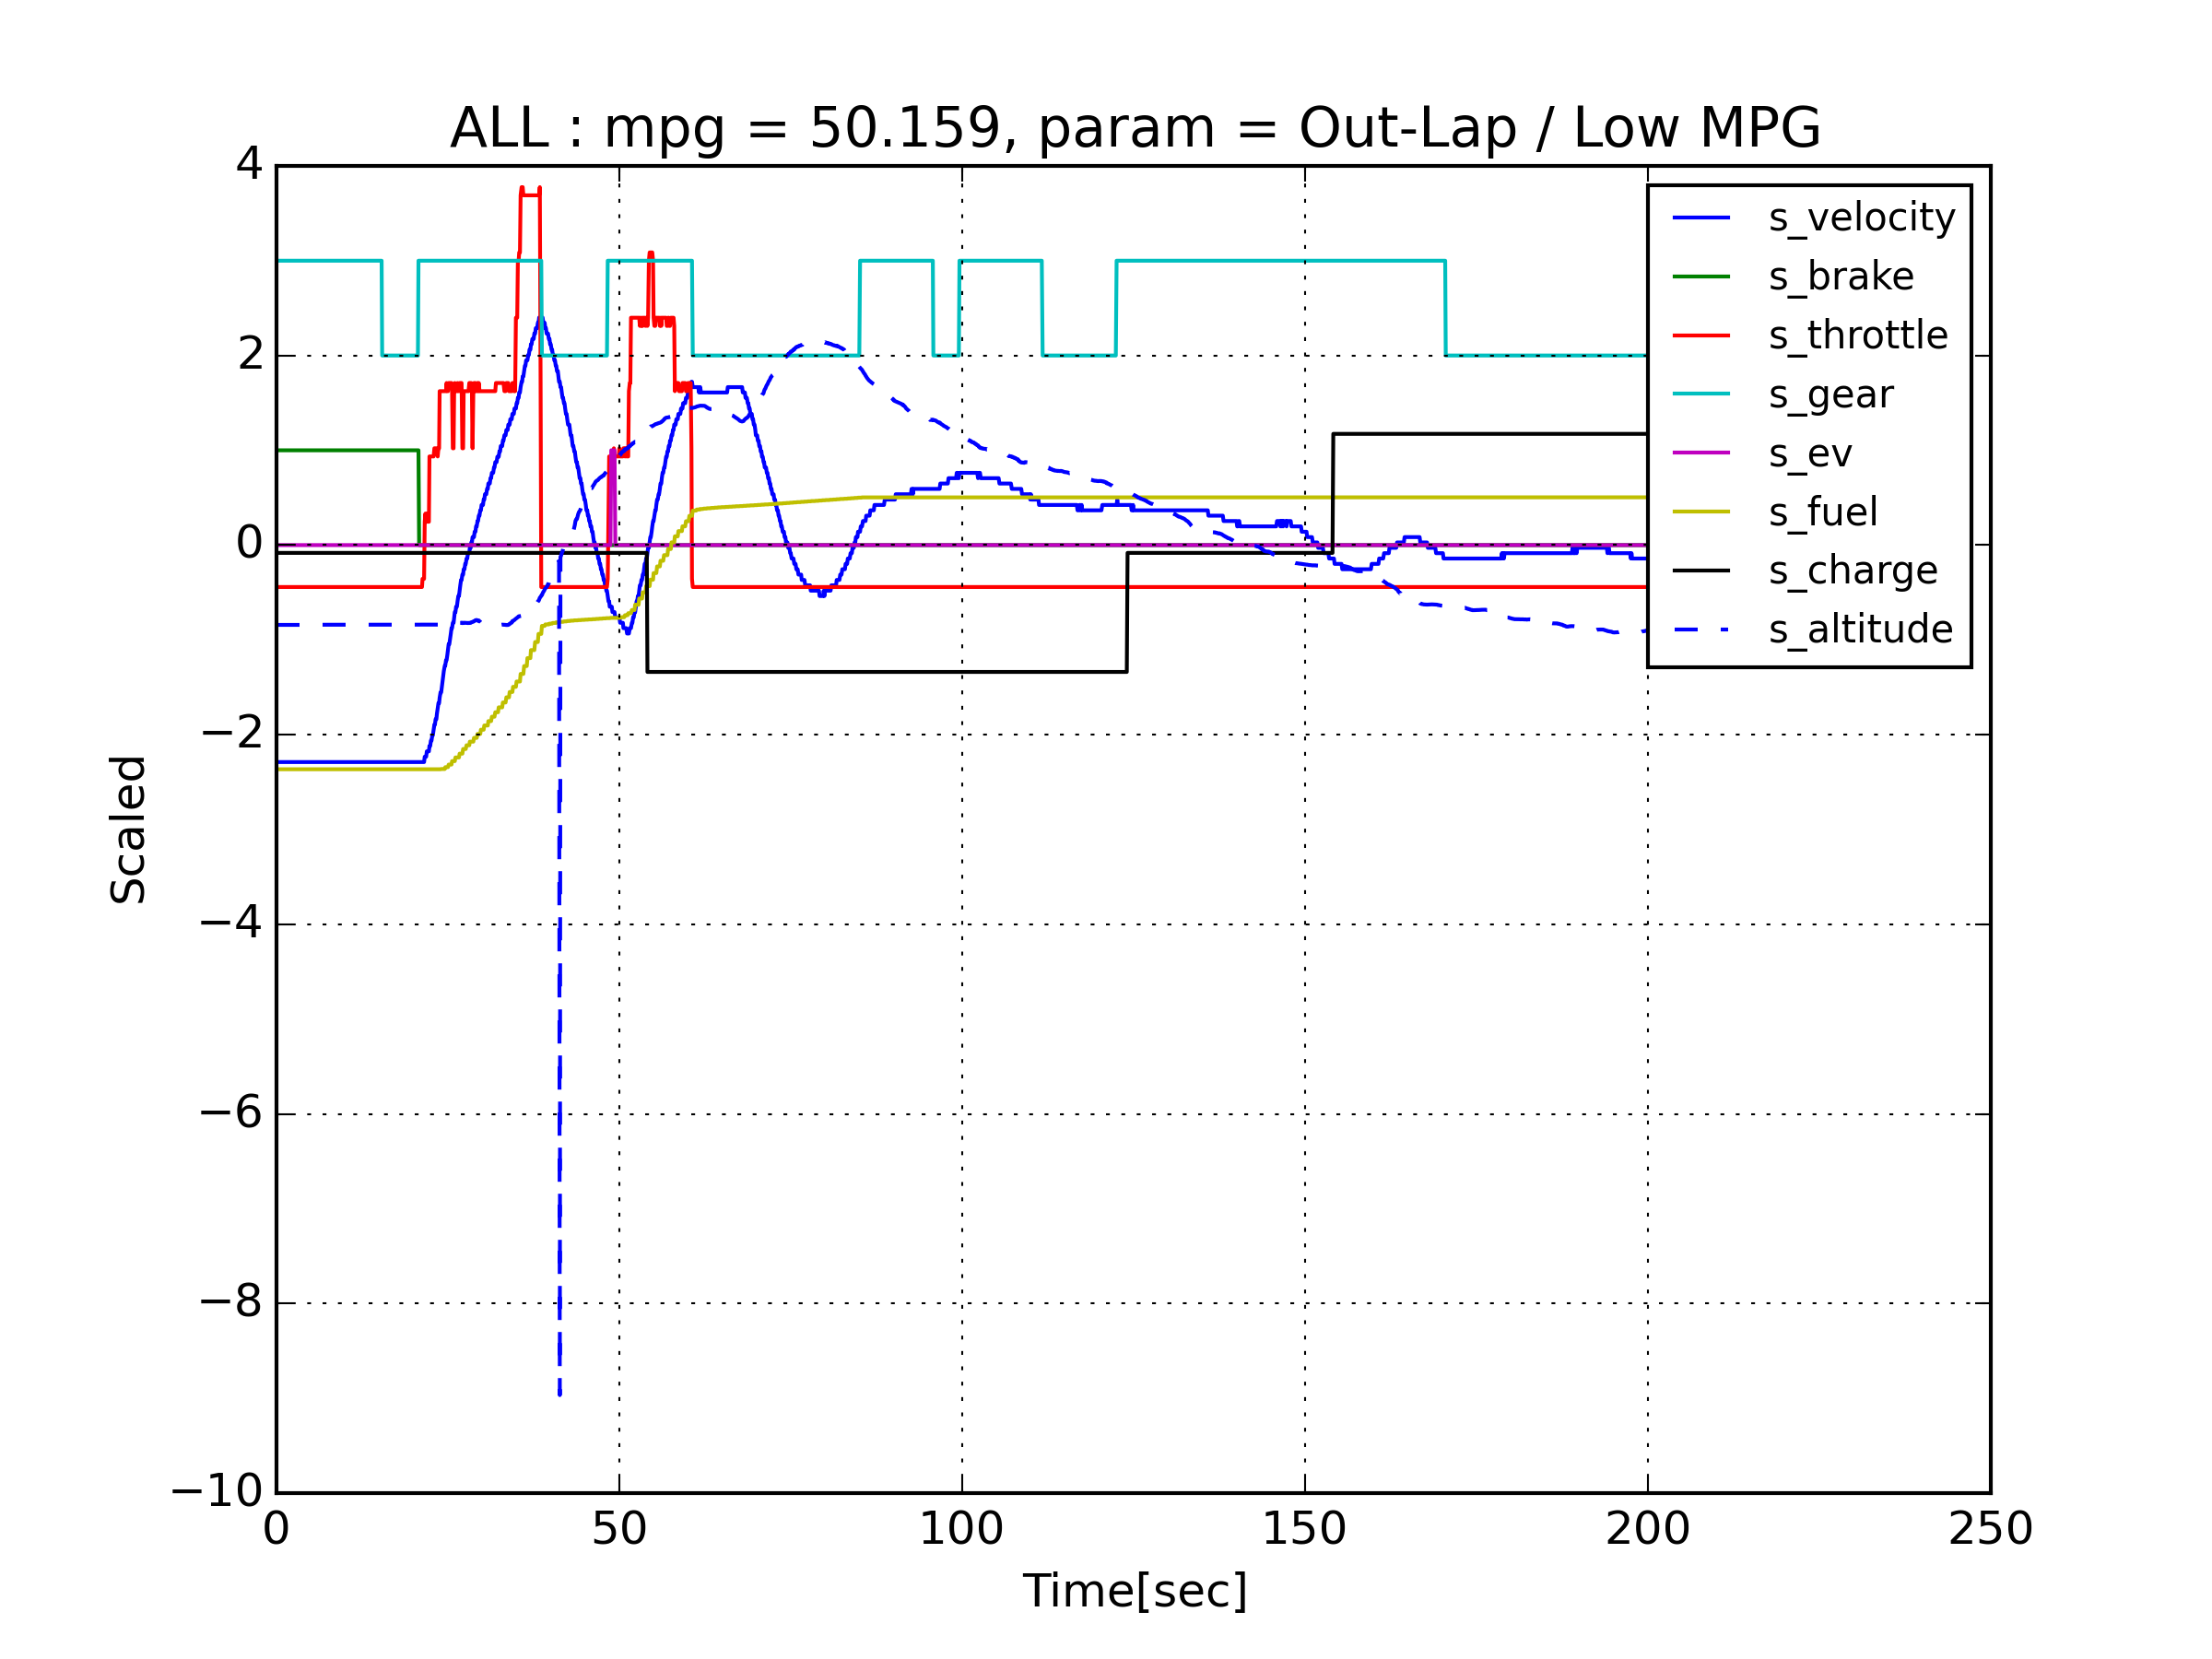 ALL : mpg = 50.159, param = Out-Lap / Low MPG
4
2
0
−2
−4
−6
−8
−10
Scaled
s_velocity
s_brake
s_throttle
s_gear
s_ev
s_fuel
s_charge
s_altitude
0 50 100 150 200 250
Time[sec]